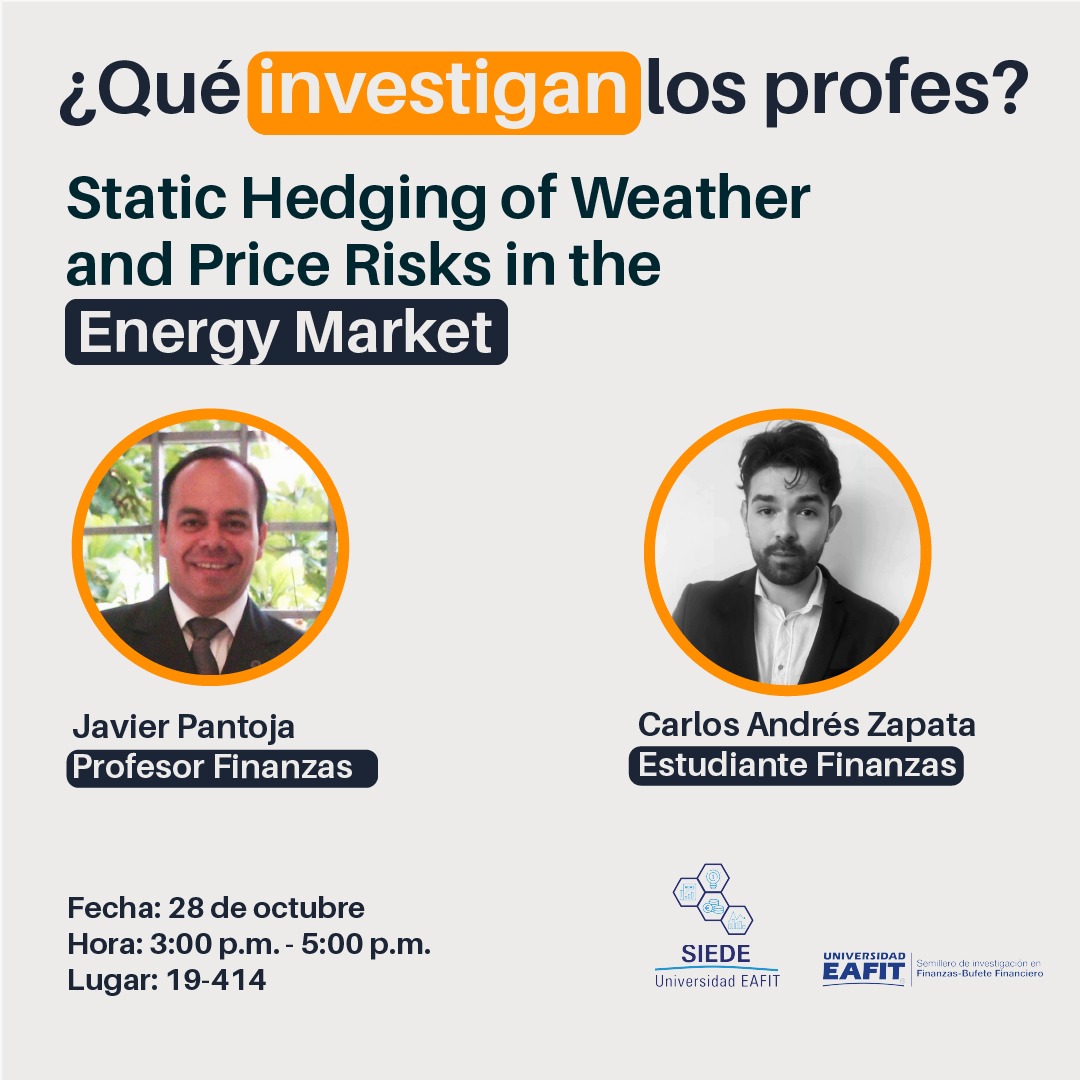 ¿Qué investigan los profes?
Static Hedging of Weather
and Price Risks in the
Energy Market
Javier Pantoja
Profesor Finanzas
Carlos Andrés Zapata
Estudiante Finanzas
Fecha: 28 de octubre
Hora: 3:00 p.m. - 5:00 p.m.
Lugar: 19-414
SIEDE
Universidad EAFIT
UNIVERSIDAD
EAFIT
Semillero de investigación en
Finanzas-Bufete Financiero